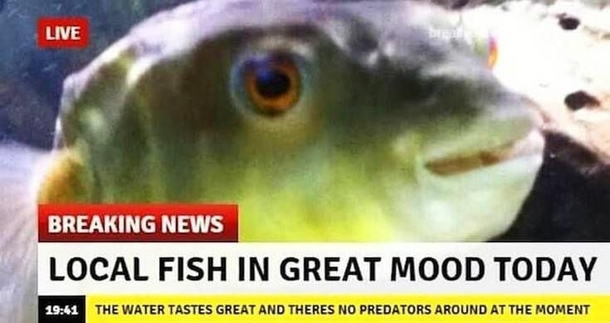 LIVE
BREAKING NEWS
LOCAL FISH IN GREAT MOOD TODAY
19:41 THE WATER TASTES GREAT AND THERES NO PREDATORS AROUND AT THE MOMENT